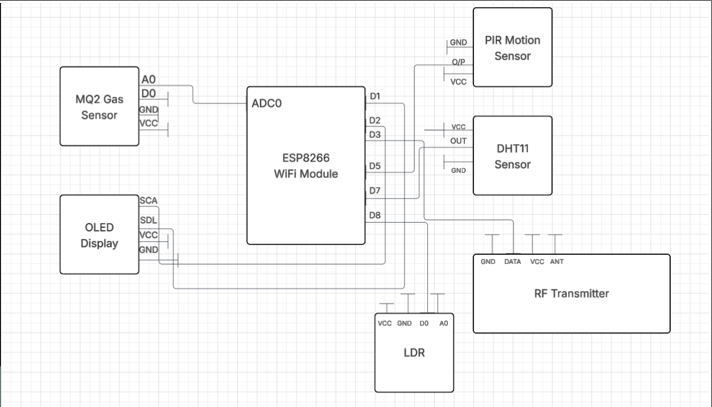 MQ2 Gas
Sensor
A0
D0
GND
VCC
OLED
Display
SCA
SDL
VCC
GND
ADC0
ESP8266
WiFi Module
D1
D2
D3
D5
D7
D8
GND
O/P
VCC
PIR Motion
Sensor
VCC
OUT
GND
DHT11
Sensor
GND DATA VCC ANT
RF Transmitter
VCC GND D0 A0
LDR